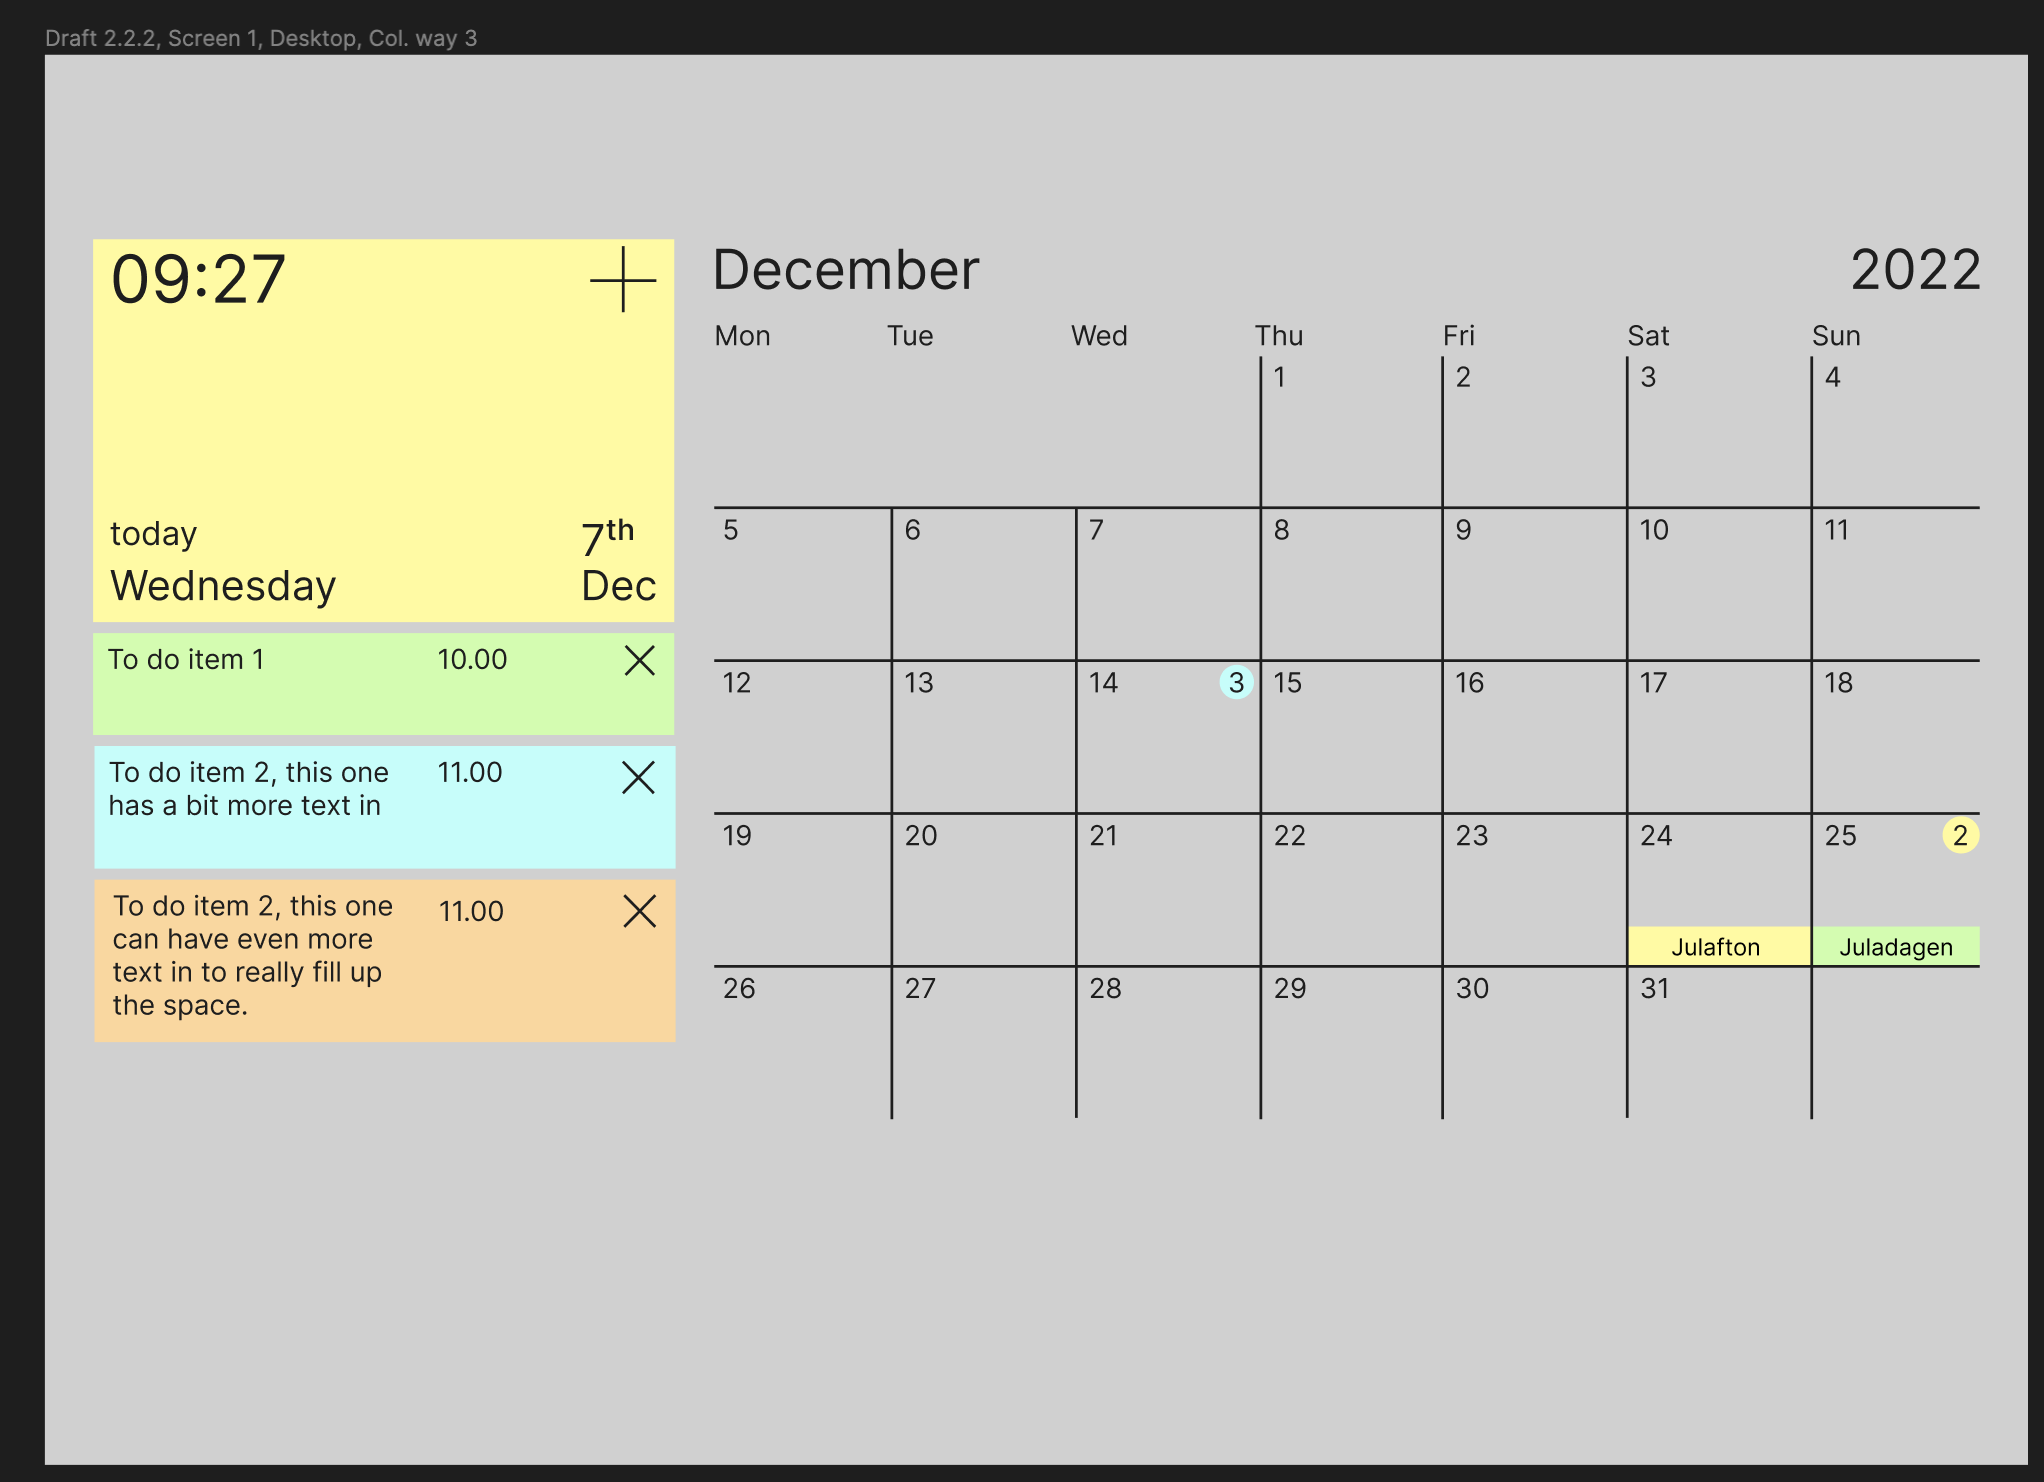 Draft 2.2.2, Screen 1, Desktop, Col. way 3
09:27
today
Wednesday
7th
Dec
To do item 1 10.00
To do item 2, this one 11.00
has a bit more text in
To do item 2, this one 11.00
can have even more
text in to really fill up
the space.
December 2022
Mon Tue Wed Thu Fri Sat Sun
1 2 3 4
5 6 7 8 9 10 11
12 13 14 3 15 16 17 18
19 20 21 22 23 24 25 2
Julafton Juladagen
26 27 28 29 30 31